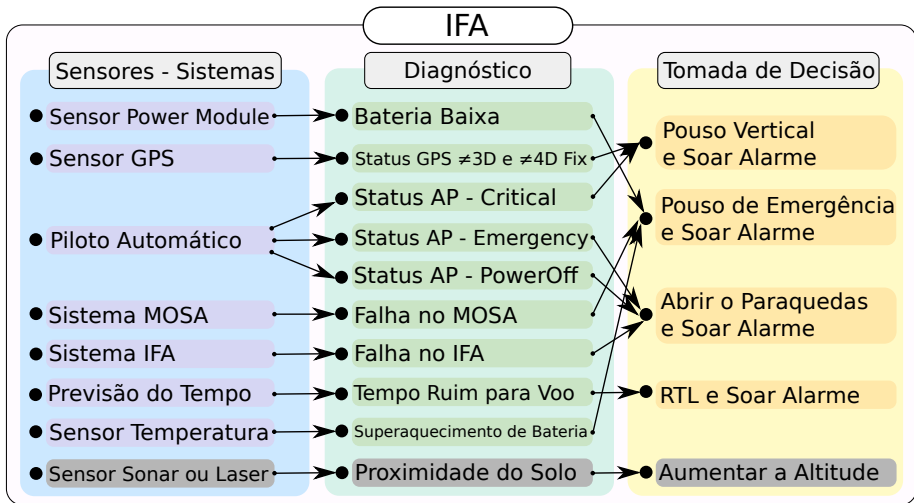 IFA
Sensores - Sistemas
Sensor Power Module
Sensor GPS
Piloto Automático
Sistema MOSA
Sistema IFA
Previsão do Tempo
Sensor Temperatura
Sensor Sonar ou Laser
Diagnóstico
Bateria Baixa
Status GPS ≠3D e ≠4D Fix
Status AP - Critical
Status AP - Emergency
Status AP - PowerOff
Falha no MOSA
Falha no IFA
Tempo Ruim para Voo
Superaquecimento de Bateria
Proximidade do Solo
Tomada de Decisão
Pouso Vertical
e Soar Alarme
Pouso de Emergência
e Soar Alarme
Abrir o Paraquedas
e Soar Alarme
RTL e Soar Alarme
Aumentar a Altitude